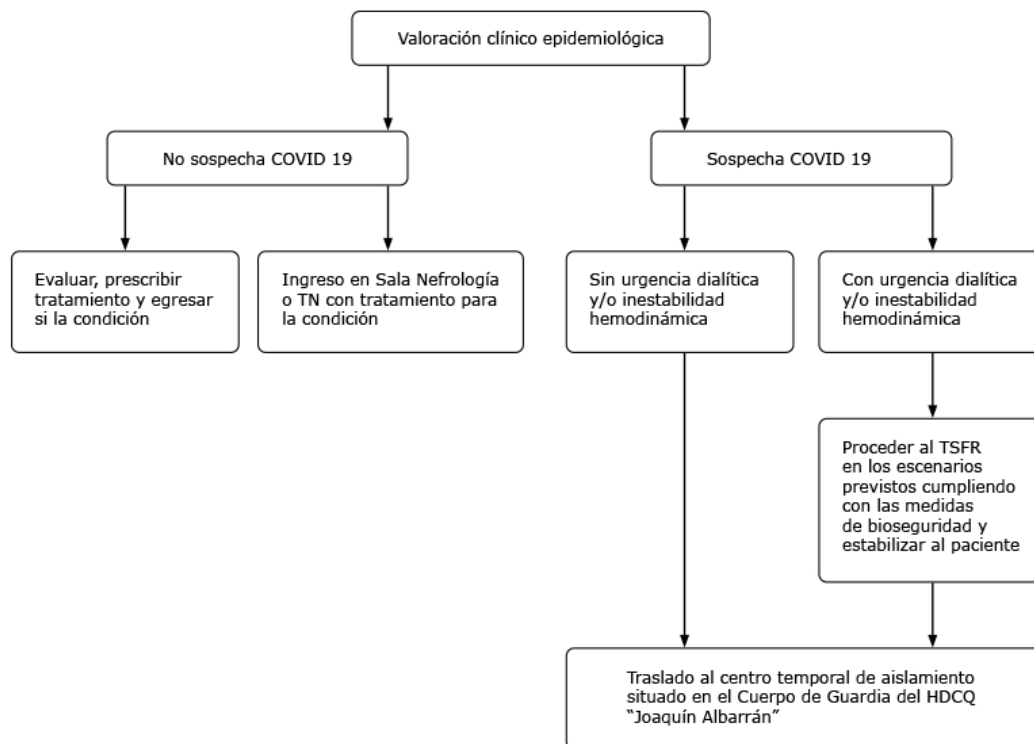 Valoración clínico epidemiológica
No sospecha COVID 19
Sospecha COVID 19
Evaluar, prescribir
tratamiento y egresar
si la condición
Ingreso en Sala Nefrología
o TN con tratamiento para
la condición
Sin urgencia dialítica
y/o inestabilidad
hemodinámica
Con urgencia dialítica
y/o inestabilidad
hemodinámica
Proceder al TSFR
en los escenarios
previstos cumpliendo
con las medidas
de bioseguridad y
estabilizar al paciente
Traslado al centro temporal de aislamiento
situado en el Cuerpo de Guardia del HDCQ
“Joaquín Albarrán”